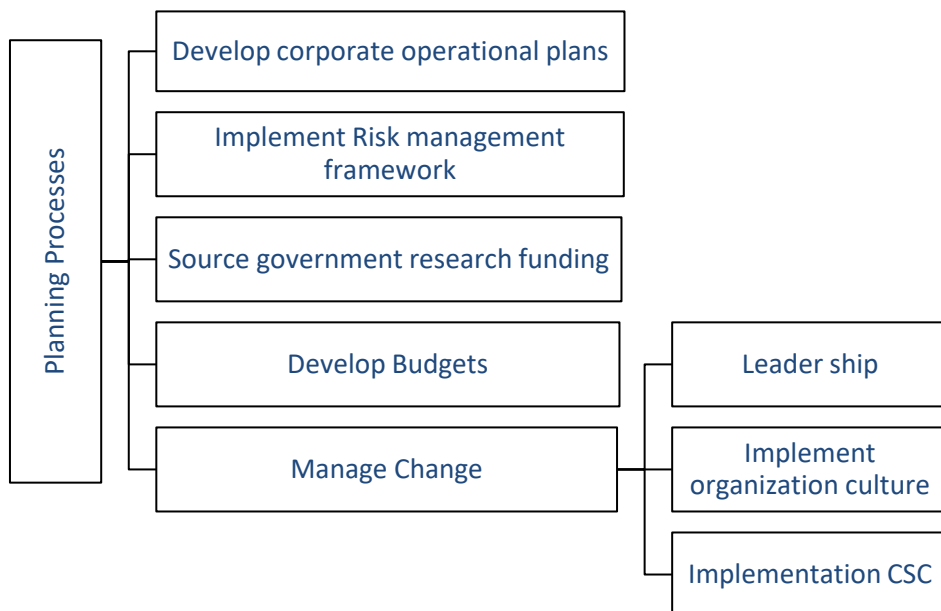 Planning Processes
Develop corporate operational plans
Implement Risk management
framework
Source government research funding
Develop Budgets
Manage Change
Leader ship
Implement
organization culture
Implementation CSC